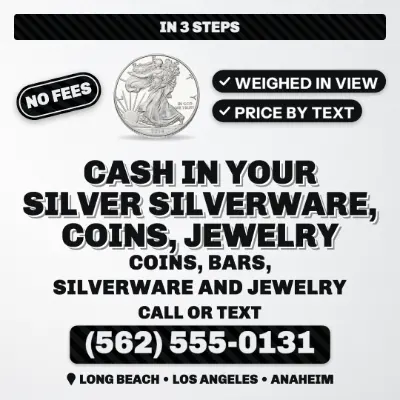 IN 3 STEPS
NO FEES
✓ WEIGHED IN VIEW
✓ PRICE BY TEXT
CASH IN YOUR
SILVER SILVERWARE,
COINS, JEWELRY
COINS, BARS,
SILVERWARE AND JEWELRY
CALL OR TEXT
(562) 555-0131
LONG BEACH • LOS ANGELES • ANAHEIM